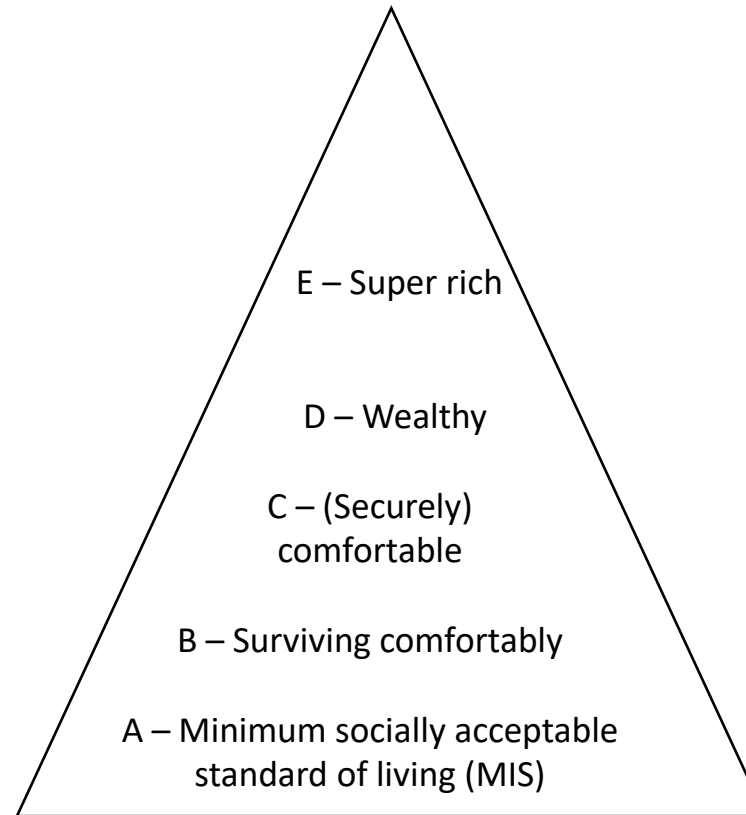 E – Super rich
D – Wealthy
C – (Securely)
comfortable
B – Surviving comfortably
A – Minimum socially acceptable
standard of living (MIS)